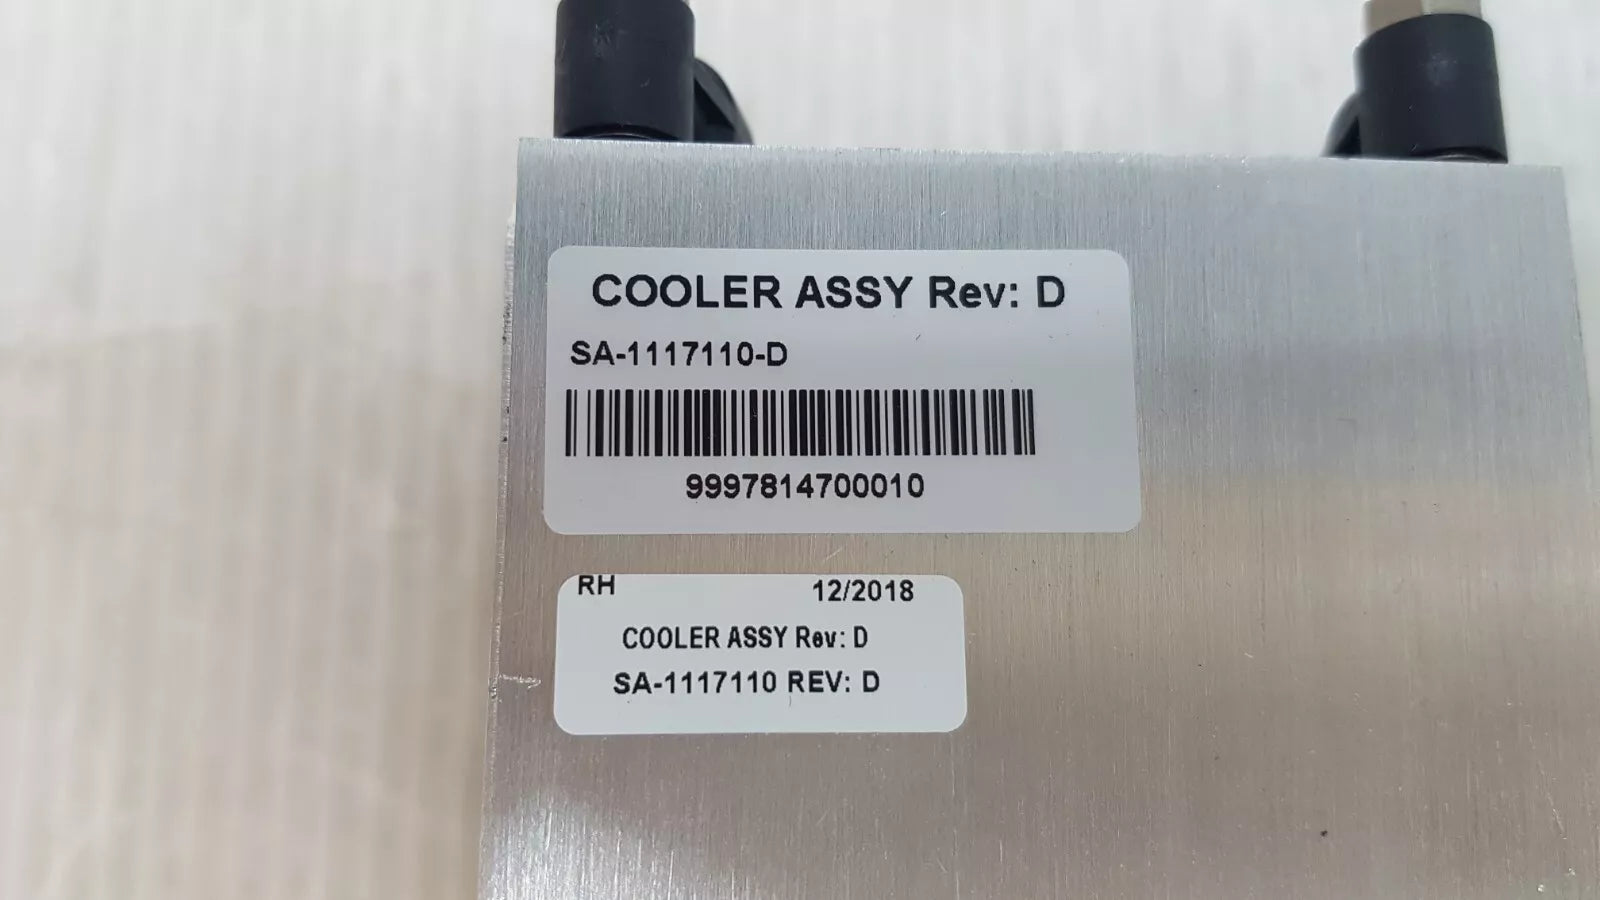 COOLER ASSY Rev: D
SA-1117110-D
9997814700010
RH 12/2018
COOLER ASSY Rev: D
SA-1117110 REV: D